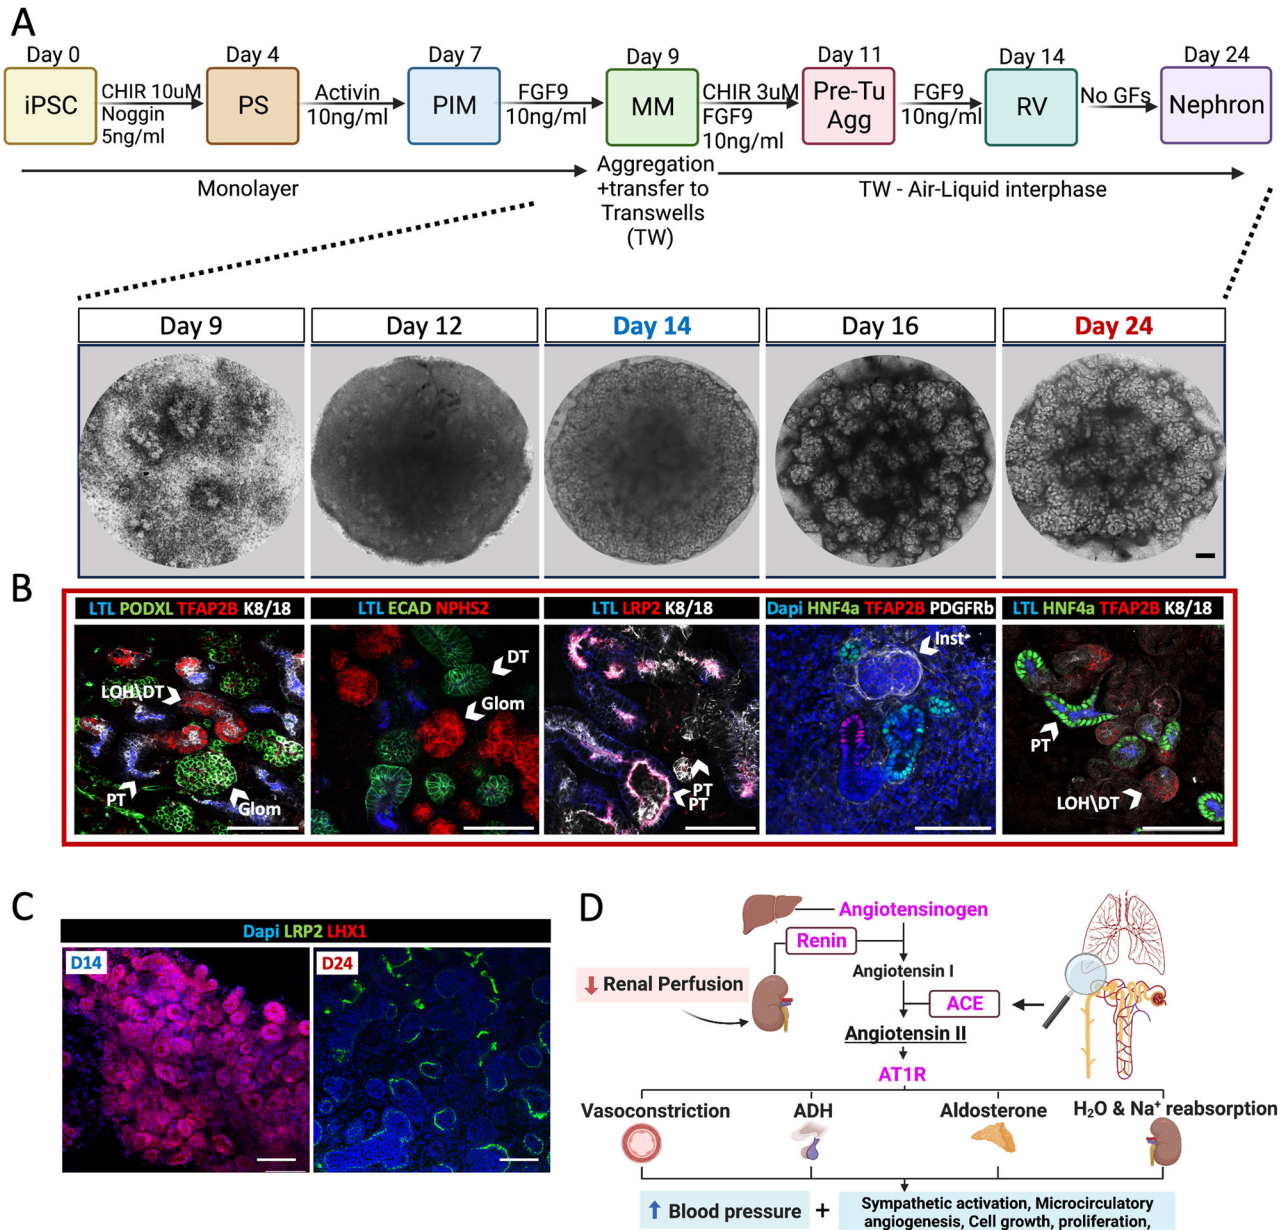 A
Day 0
Day 4
Day 7
Day 9
Day 11
Day 14
Day 24
iPSC
CHIR 10uM
Noggin
5ng/ml
PS
Activin
10ng/ml
PIM
FGF9
10ng/ml
MM
CHIR 3uM
FGF9
10ng/ml
Pre-Tu
Agg
FGF9
10ng/ml
RV
No GFs
Nephron
Monolayer
Aggregation
+transfer to
Transwells
(TW)
TW - Air-Liquid interphase
Day 9
Day 12
Day 14
Day 16
Day 24
B
LTL PODXL TFAP2B K8/18
LOH\DT
PT
Glom
LTL ECAD NPHS2
DT
Glom
LTL LRP2 K8/18
PT
PT
Dapi HNF4a TFAP2B PDGFRb
Inst
LTL HNF4a TFAP2B K8/18
PT
LOH\DT
C
Dapi LRP2 LHX1
D14
D24
D
Angiotensinogen
Renin
Renal Perfusion
Angiotensin I
ACE
Angiotensin II
AT1R
Vasoconstriction
ADH
Aldosterone
H₂O & Na⁺ reabsorption
Blood pressure
+
Sympathetic activation, Microcirculatory
angiogenesis, Cell growth, proliferation,